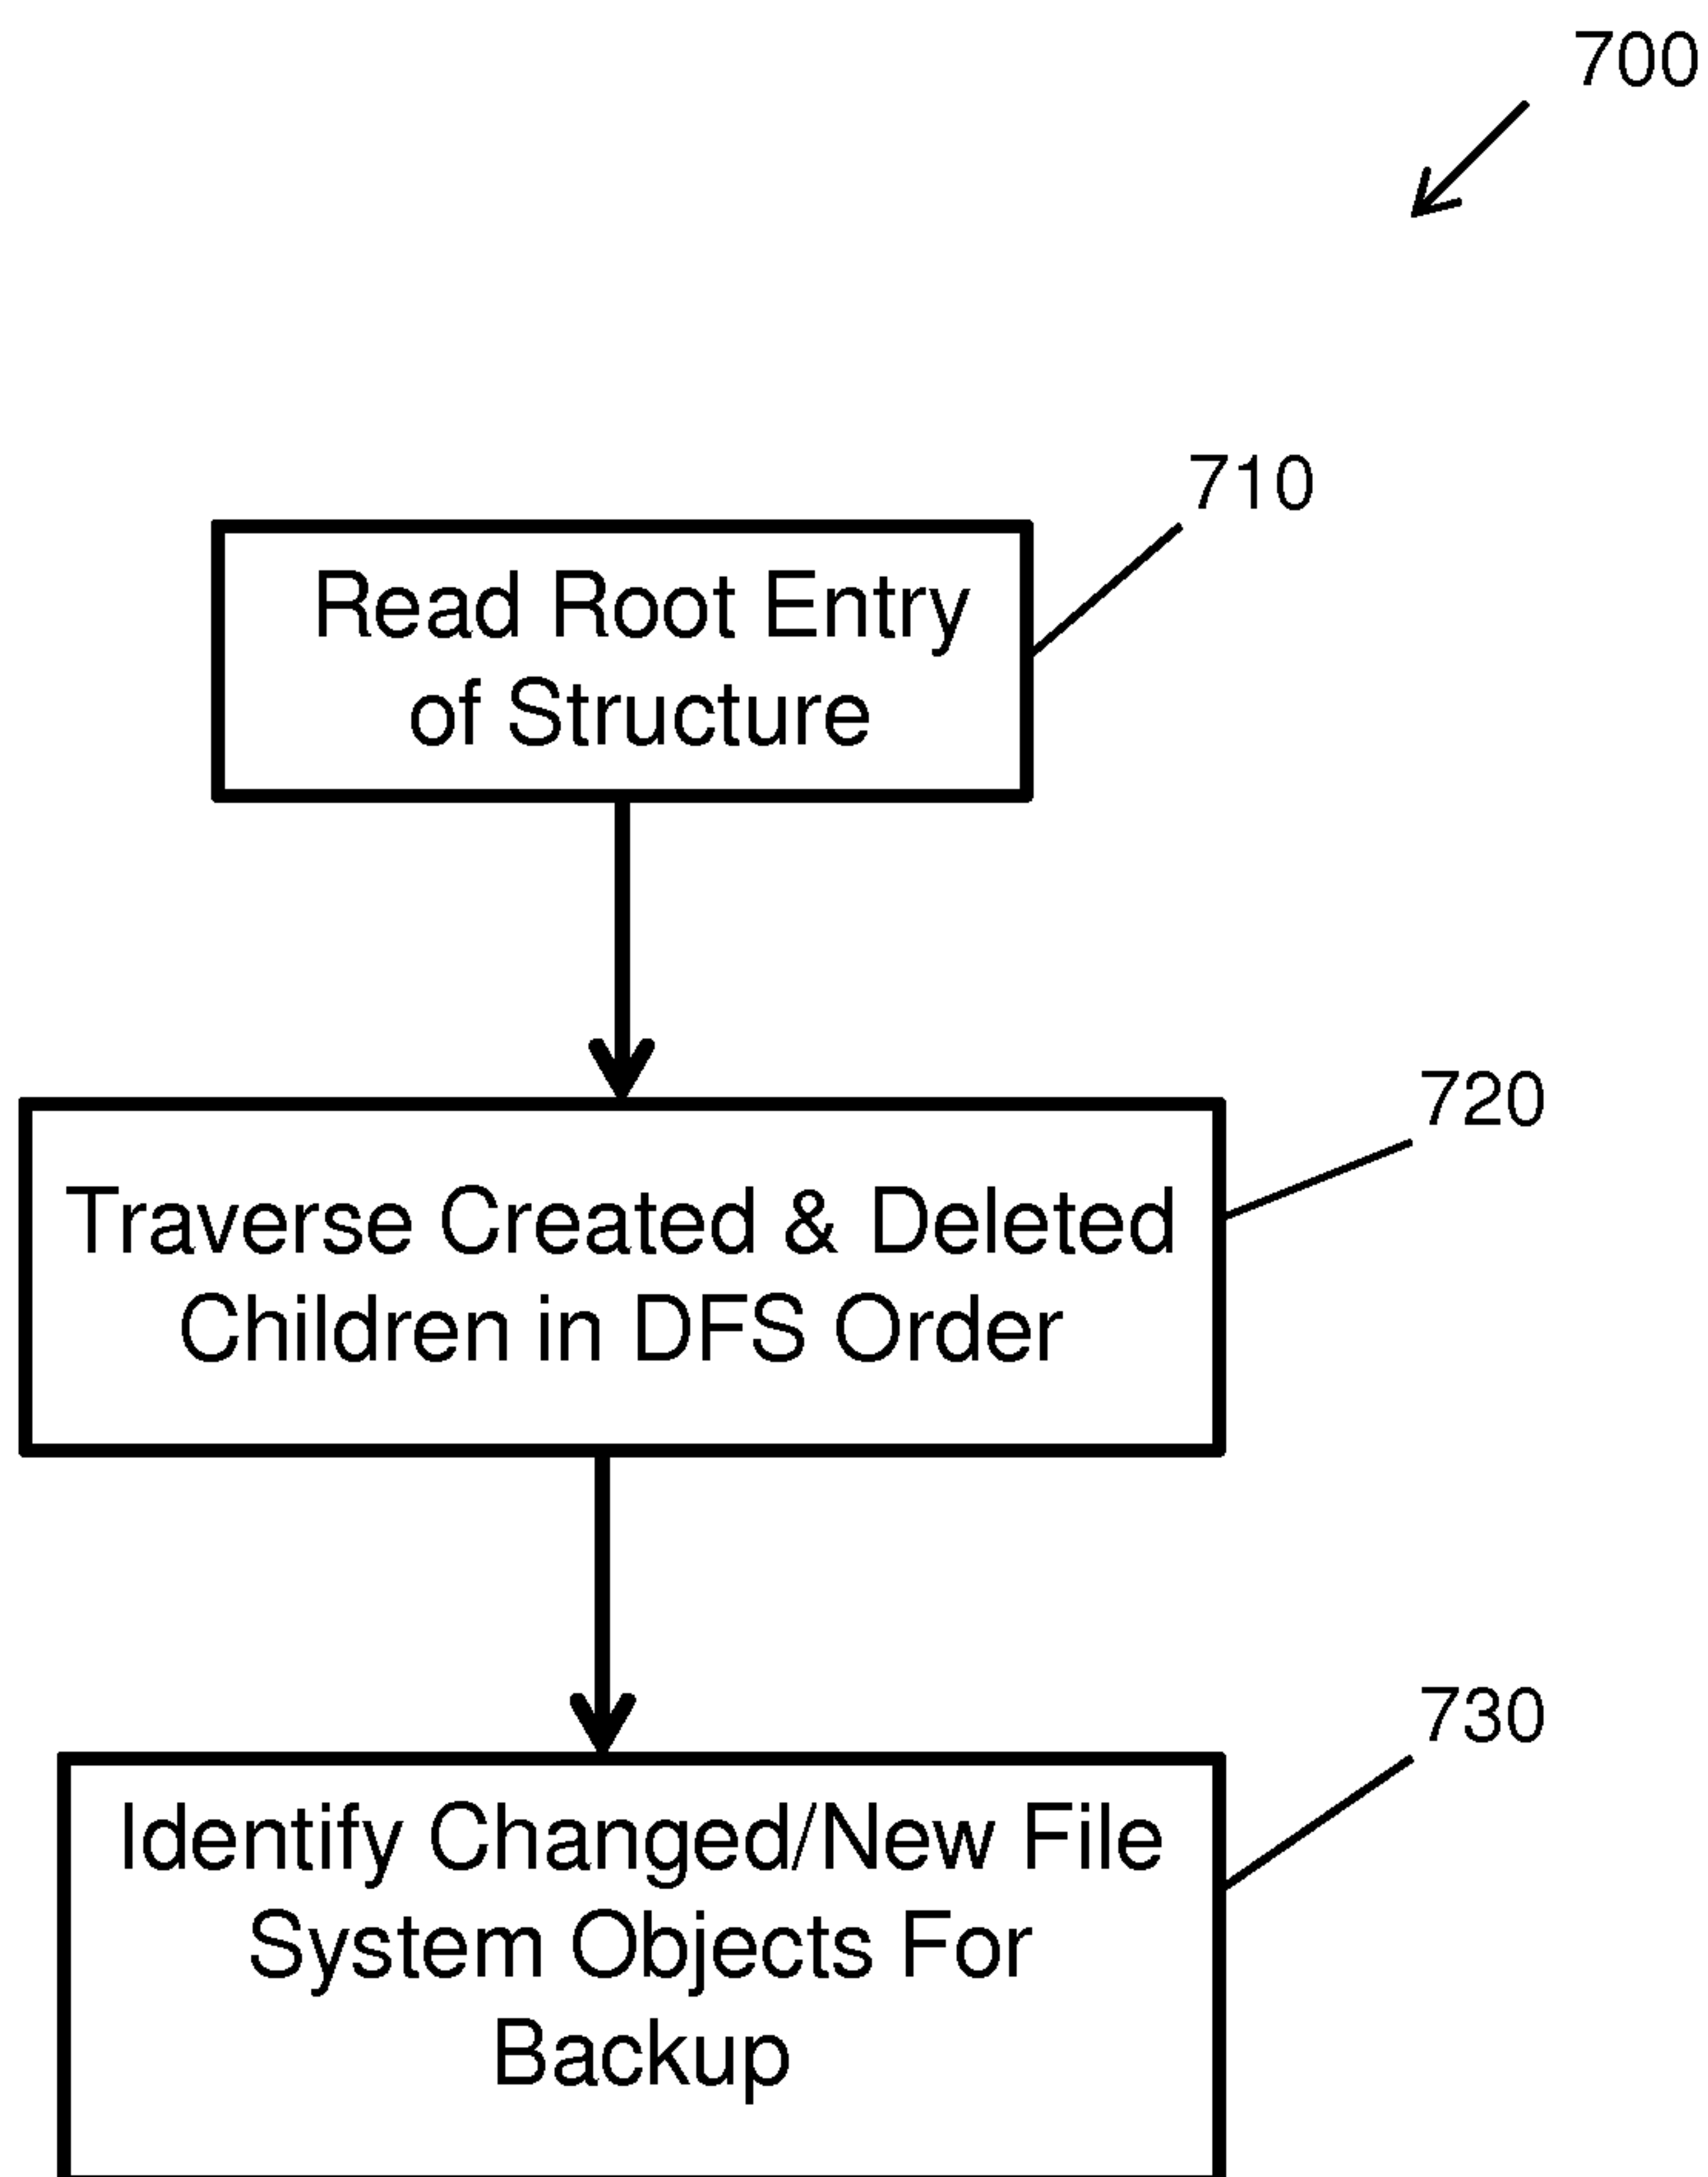 700
710
Read Root Entry
of Structure
720
Traverse Created & Deleted
Children in DFS Order
730
Identify Changed/New File
System Objects For
Backup